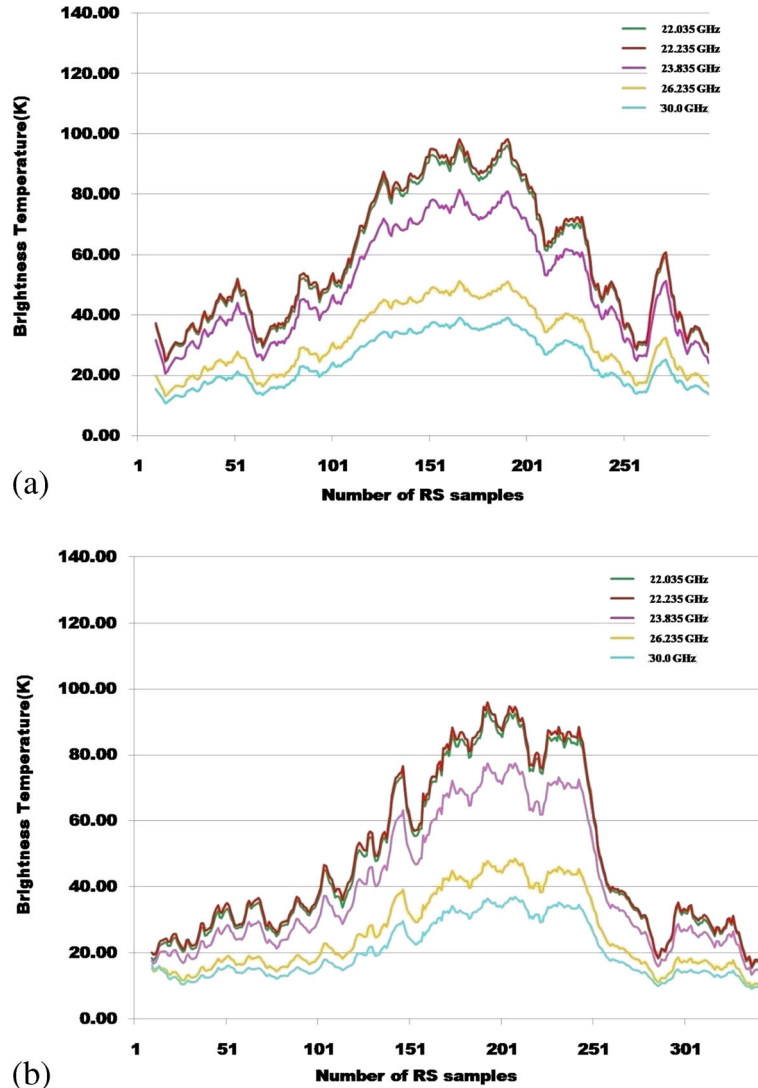 140.00
120.00
100.00
80.00
60.00
40.00
20.00
0.00
Brightness Temperature(K)
22.035 GHz
22.235 GHz
23.835 GHz
26.235 GHz
30.0 GHz
1 51 101 151 201 251
Number of RS samples
(a)
140.00
120.00
100.00
80.00
60.00
40.00
20.00
0.00
Brightness Temperature(K)
22.035 GHz
22.235 GHz
23.835 GHz
26.235 GHz
30.0 GHz
1 51 101 151 201 251 301
Number of RS samples
(b)